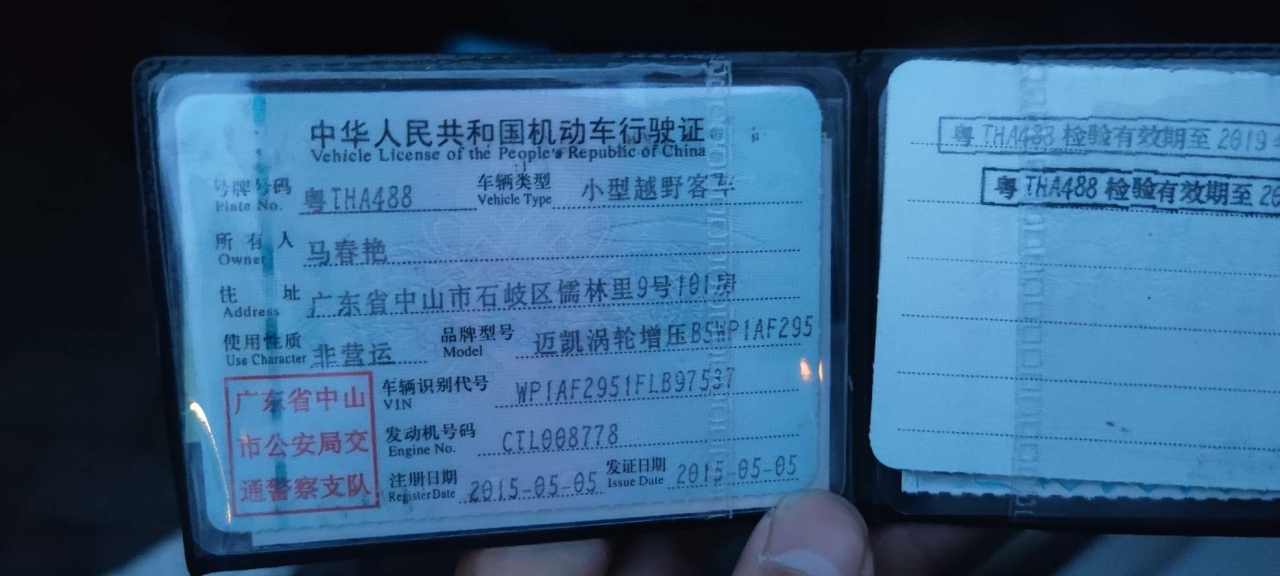 中华人民共和国机动车行驶证
Vehicle License of the People's Republic of China
号牌号码 粤THA488 车辆类型 小型越野客车
Plate No. Vehicle Type
所有人 马春艳
Owner
住址 广东省中山市石岐区儒林里9号101房
Address
使用性质 非营运 品牌型号 迈凯涡轮增压BSWP1AF295
Use Character Model
广东省中山
市公安局交
通警察支队
车辆识别代号 WP1AF2951FLB97537
VIN
发动机号码 CTL008778
Engine No.
注册日期 2015-05-05 发证日期 2015-05-05
Register Date Issue Date
粤THA488 检验有效期至 2019
粤THA488 检验有效期至 20